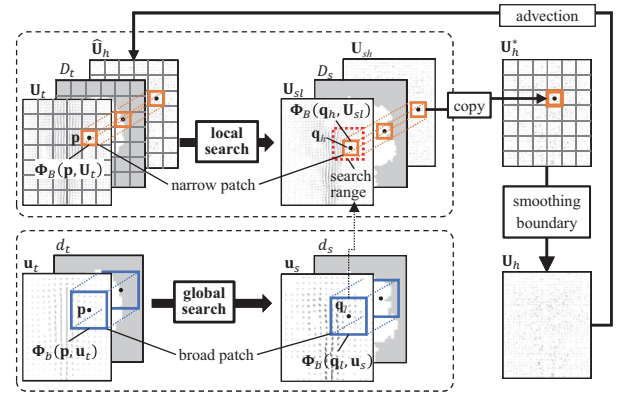 advection
Û_h
D_t
U_t
p
Φ_B(p, U_t)
local
search
narrow patch
U_sh
D_s
U_sl
Φ_B(q_h, U_sl)
q_h
search
range
copy
U_h^*
smoothing
boundary
U_h
d_t
u_t
p
Φ_b(p, u_t)
global
search
broad patch
d_s
u_s
q_l
Φ_b(q_l, u_s)